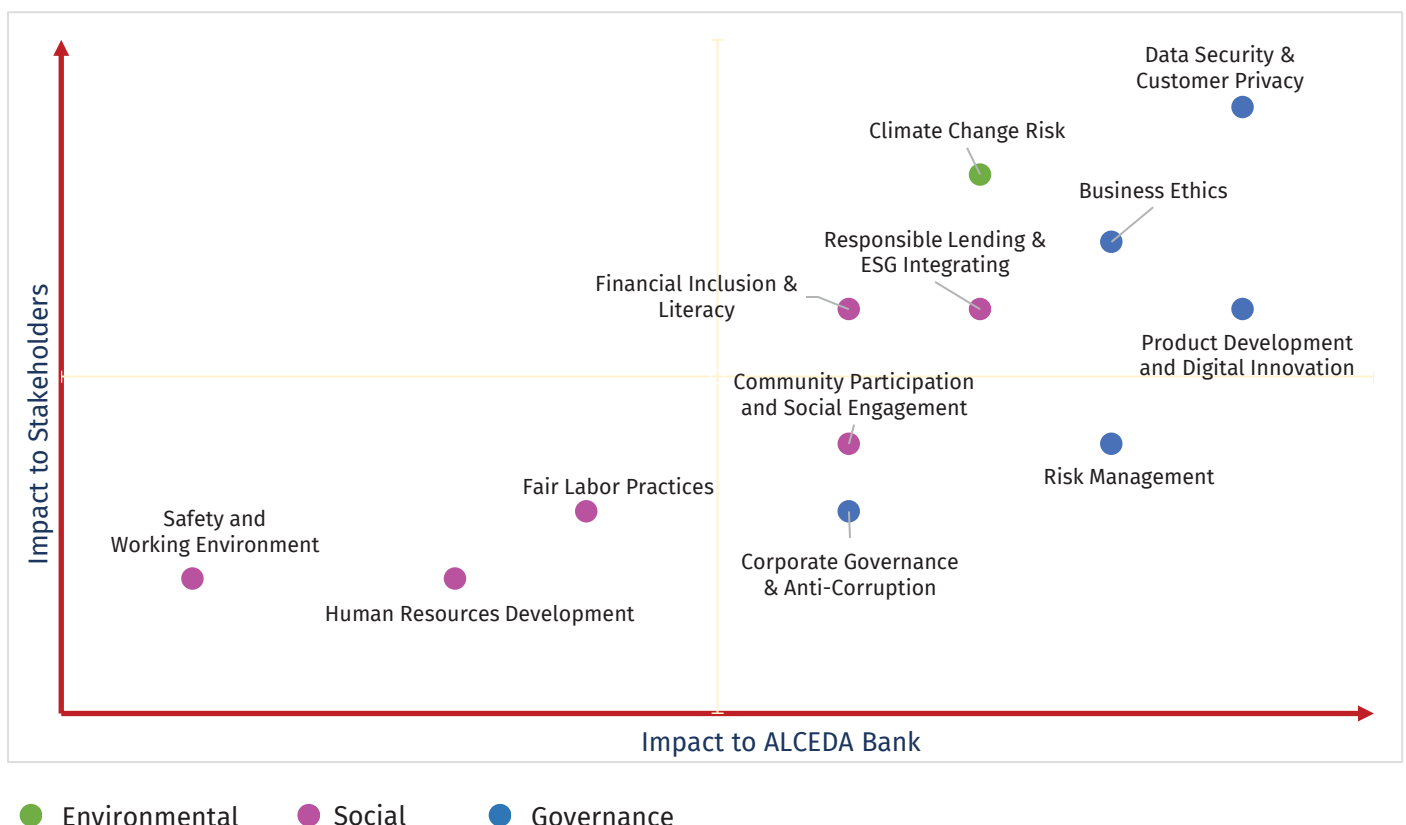 Data Security &
Customer Privacy
Climate Change Risk
Business Ethics
Responsible Lending &
ESG Integrating
Financial Inclusion &
Literacy
Product Development
and Digital Innovation
Community Participation
and Social Engagement
Risk Management
Fair Labor Practices
Safety and
Working Environment
Corporate Governance
& Anti-Corruption
Human Resources Development
Impact to Stakeholders
Impact to ALCEDA Bank
Environmental
Social
Governance